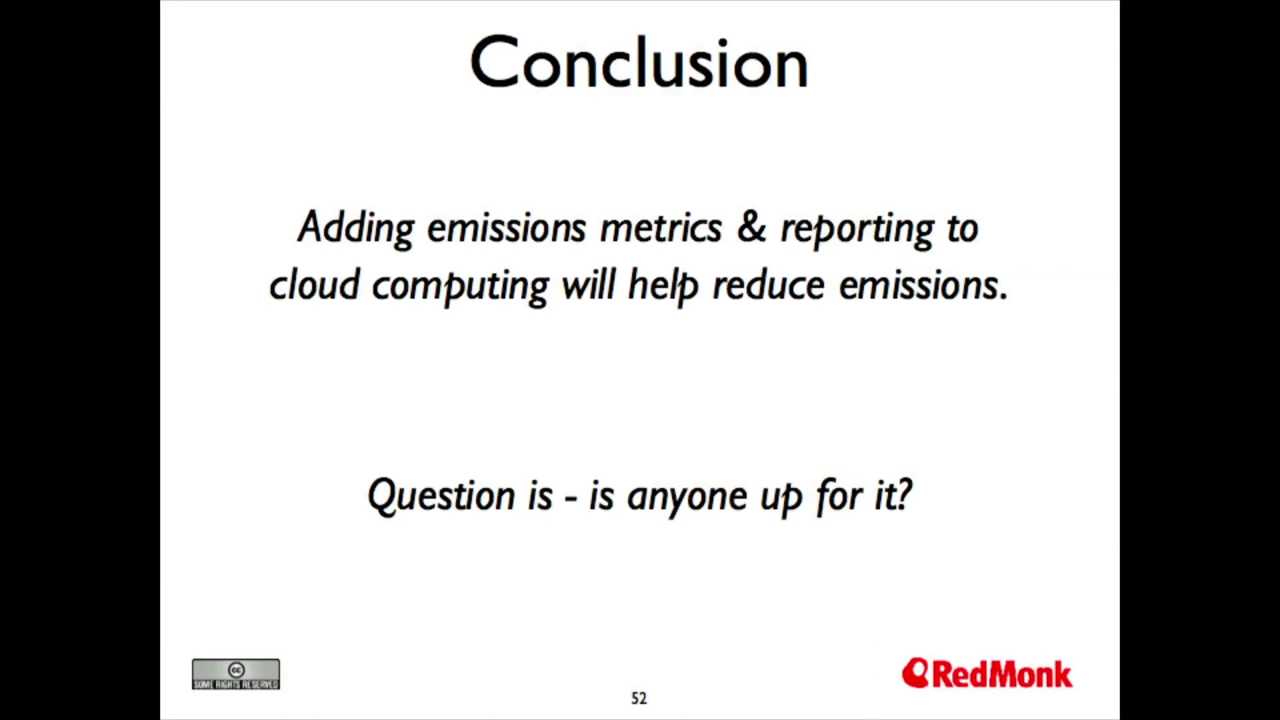 Conclusion
Adding emissions metrics & reporting to
cloud computing will help reduce emissions.
Question is - is anyone up for it?
cc
SOME RIGHTS RESERVED
RedMonk
52